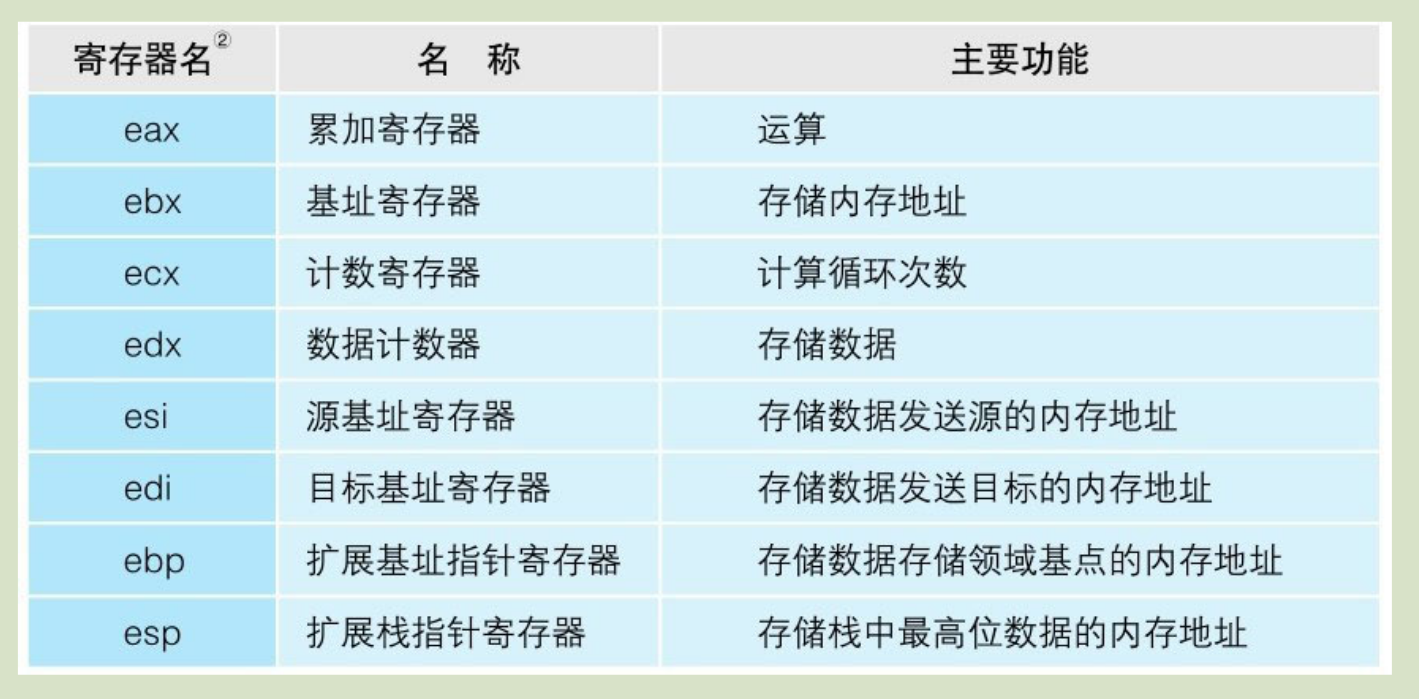 寄存器名② 名 称 主要功能
eax 累加寄存器 运算
ebx 基址寄存器 存储内存地址
ecx 计数寄存器 计算循环次数
edx 数据计数器 存储数据
esi 源基址寄存器 存储数据发送源的内存地址
edi 目标基址寄存器 存储数据发送目标的内存地址
ebp 扩展基址指针寄存器 存储数据存储领域基点的内存地址
esp 扩展栈指针寄存器 存储栈中最高位数据的内存地址